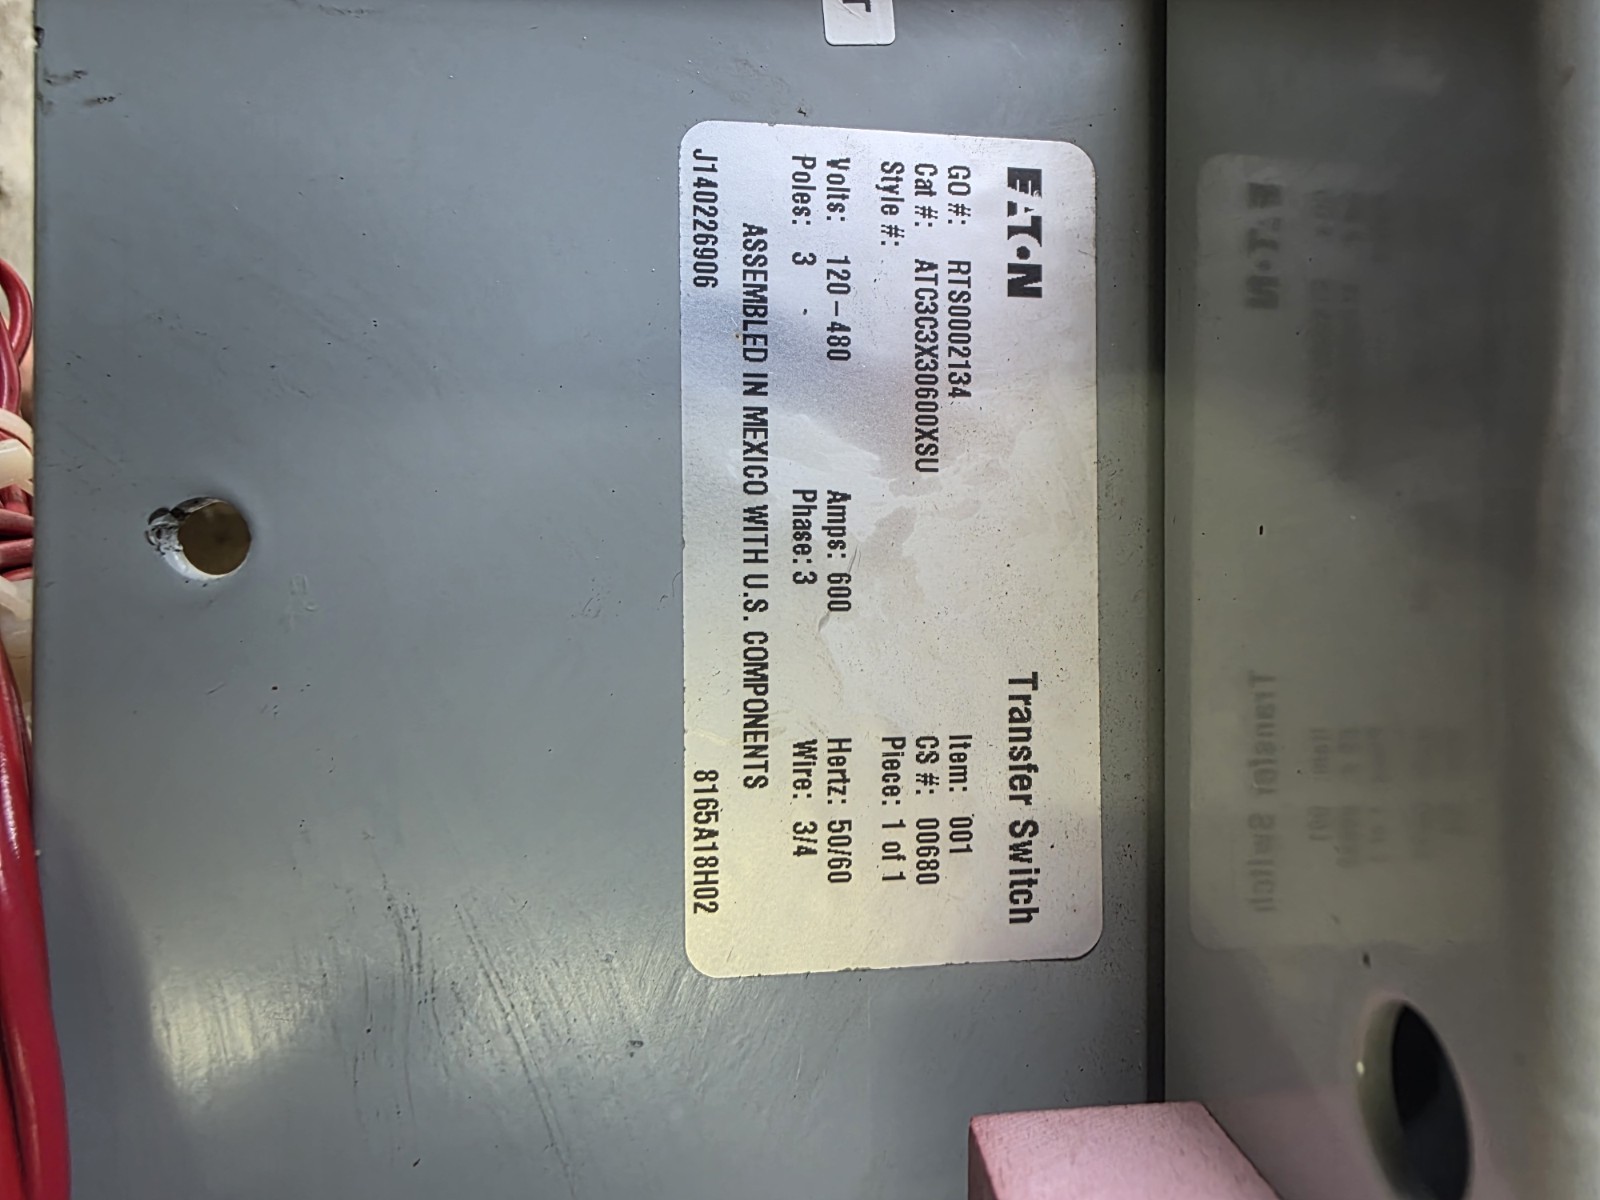 EATON Transfer Switch
GO #: RTS0002134 Item: 001
Cat #: ATC3C3X30600XSU CS #: 00680
Style #: Piece: 1 of 1
Volts: 120-480 Amps: 600 Hertz: 50/60
Poles: 3 Phase: 3 Wire: 3/4
ASSEMBLED IN MEXICO WITH U.S. COMPONENTS
J140226906 8165A18H02